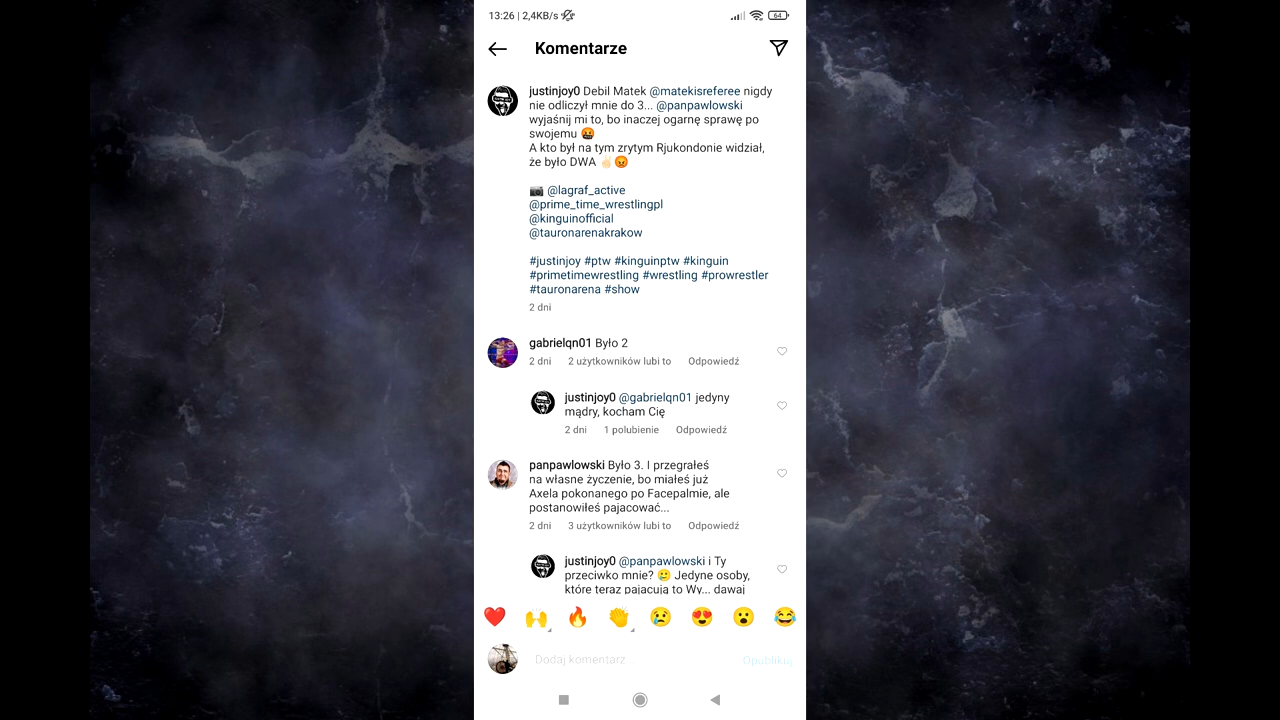 13:26 | 2,4KB/s
64
Komentarze
justinjoy0 Debil Matek @matekisreferee nigdy
nie odliczył mnie do 3... @panpawlowski
wyjaśnij mi to, bo inaczej ogarnę sprawę po
swojemu 🤬
A kto był na tym zrytym Rjukondonie widział,
że było DWA ✌🏻😡
📷 @lagraf_active
@prime_time_wrestlingpl
@kinguinofficial
@tauronarenakrakow
#justinjoy #ptw #kinguinptw #kinguin
#primetimewrestling #wrestling #prowrestler
#tauronarena #show
2 dni
gabrielqn01 Było 2
2 dni 2 użytkowników lubi to Odpowiedź
justinjoy0 @gabrielqn01 jedyny
mądry, kocham Cię
2 dni 1 polubienie Odpowiedź
panpawlowski Było 3. I przegrałeś
na własne życzenie, bo miałeś już
Axela pokonanego po Facepalmie, ale
postanowiłeś pajacować...
2 dni 3 użytkowników lubi to Odpowiedź
justinjoy0 @panpawlowski i Ty
przeciwko mnie? 🥲 Jedyne osoby,
które teraz pajacują to Wy... dawaj
❤️ 🙌 🔥 👏 😢 😍 😮 😂
Dodaj komentarz
Opublikuj